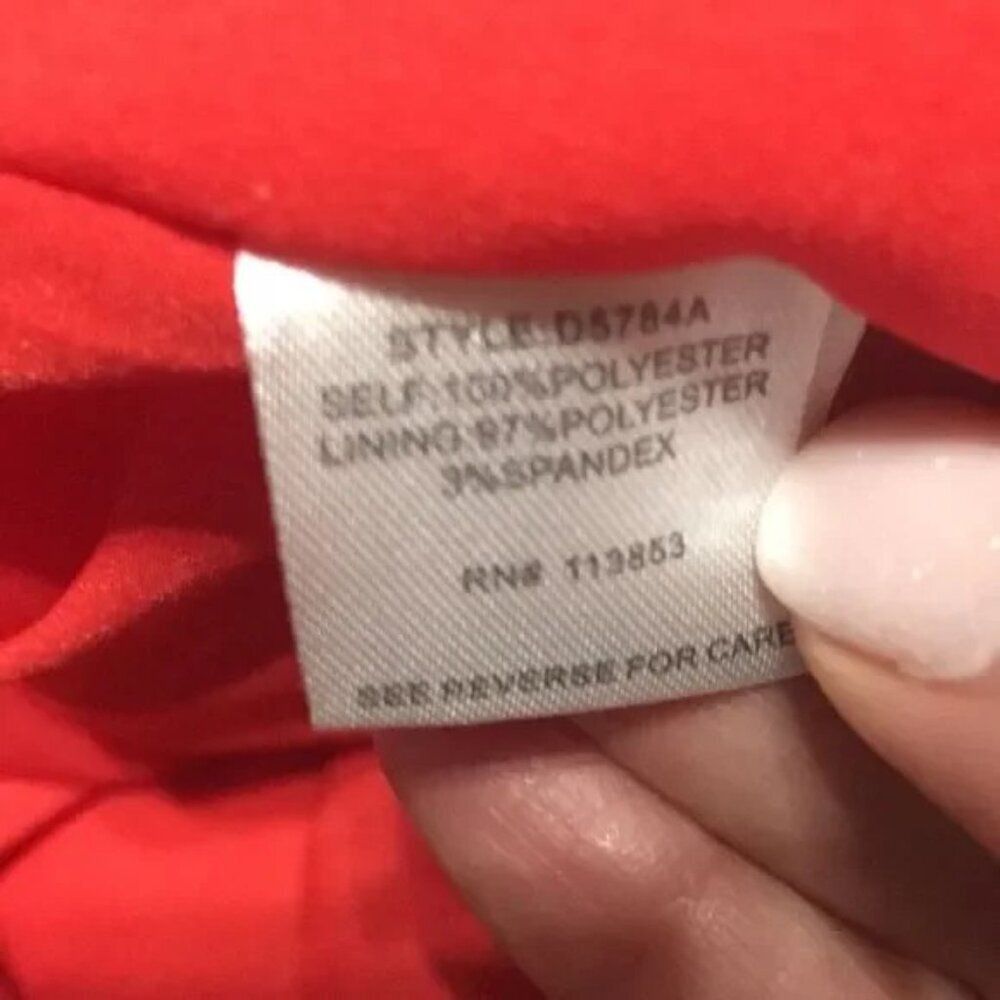 STYLE:D5784A
SELF:100%POLYESTER
LINING:97%POLYESTER
3%SPANDEX
RN# 113853
SEE REVERSE FOR CARE